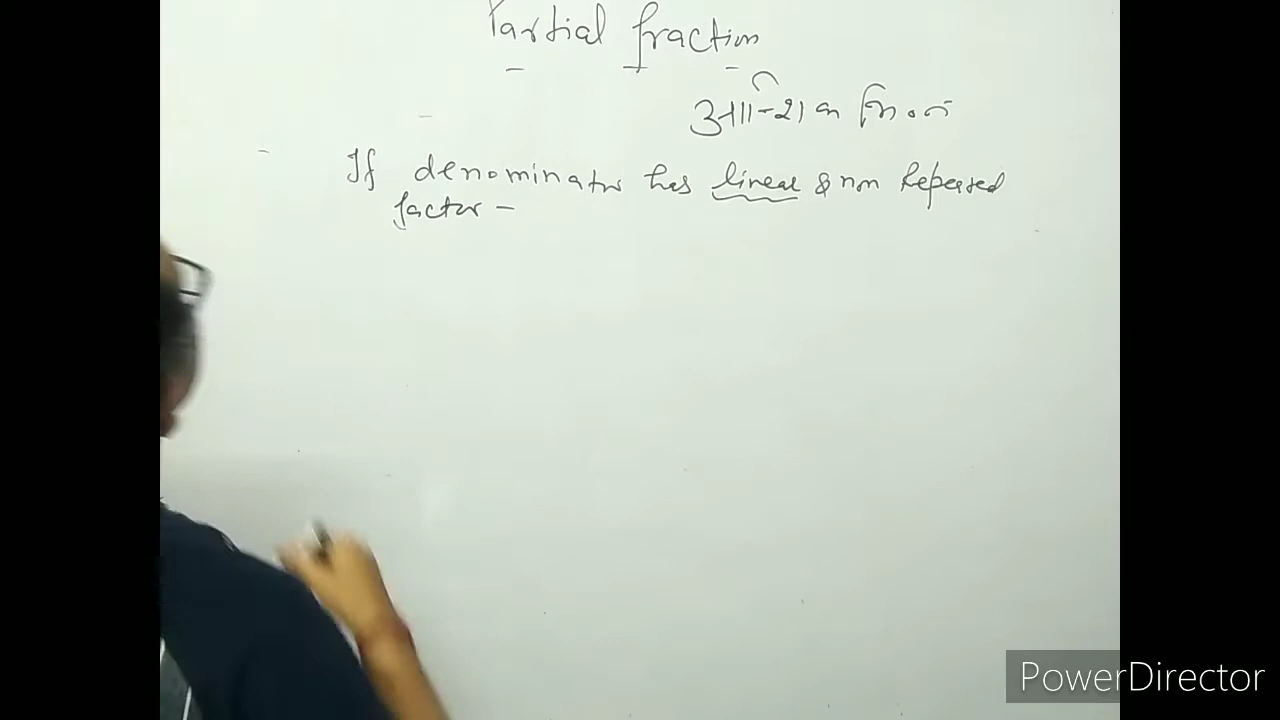 Partial fraction
आंशिक भिन्न
If denominator has linear & non Repeated
factor -
PowerDirector